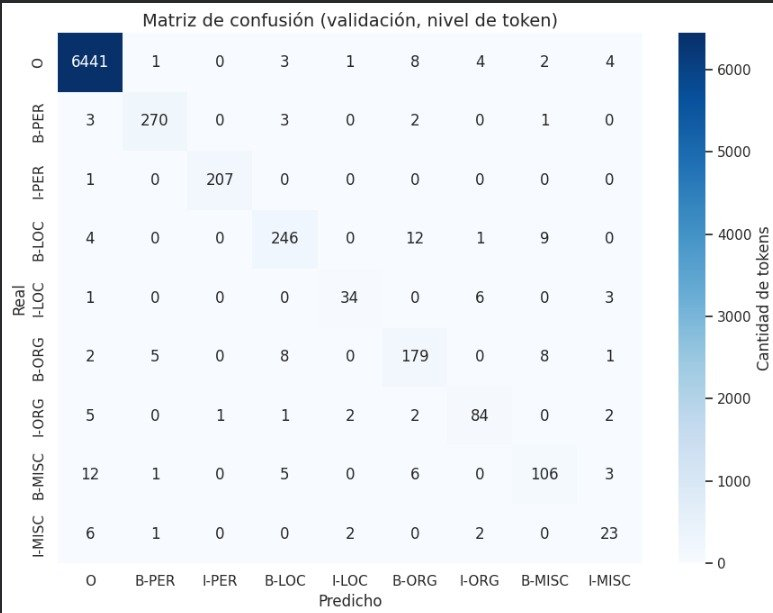 Matriz de confusión (validación, nivel de token)
O 6441 1 0 3 1 8 4 2 4
B-PER 3 270 0 3 0 2 0 1 0
I-PER 1 0 207 0 0 0 0 0 0
B-LOC 4 0 0 246 0 12 1 9 0
I-LOC 1 0 0 0 34 0 6 0 3
B-ORG 2 5 0 8 0 179 0 8 1
I-ORG 5 0 1 1 2 2 84 0 2
B-MISC 12 1 0 5 0 6 0 106 3
I-MISC 6 1 0 0 2 0 2 0 23
O B-PER I-PER B-LOC I-LOC B-ORG I-ORG B-MISC I-MISC
Predicho
Real
6000
5000
4000
3000
2000
1000
0
Cantidad de tokens